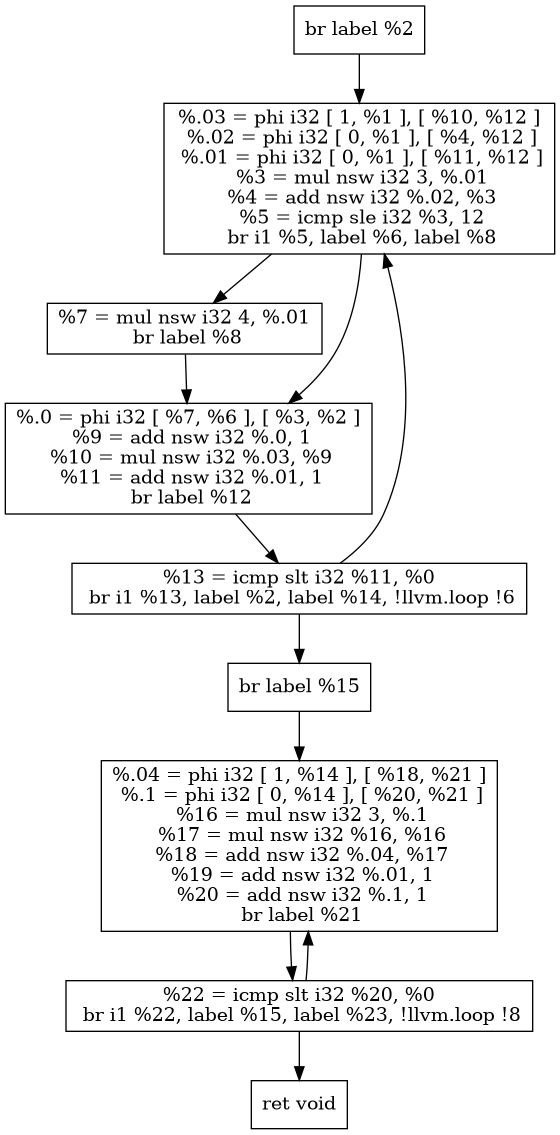 br label %2
%.03 = phi i32 [ 1, %1 ], [ %10, %12 ]
%.02 = phi i32 [ 0, %1 ], [ %4, %12 ]
%.01 = phi i32 [ 0, %1 ], [ %11, %12 ]
%3 = mul nsw i32 3, %.01
%4 = add nsw i32 %.02, %3
%5 = icmp sle i32 %3, 12
br i1 %5, label %6, label %8
%7 = mul nsw i32 4, %.01
br label %8
%.0 = phi i32 [ %7, %6 ], [ %3, %2 ]
%9 = add nsw i32 %.0, 1
%10 = mul nsw i32 %.03, %9
%11 = add nsw i32 %.01, 1
br label %12
%13 = icmp slt i32 %11, %0
br i1 %13, label %2, label %14, !llvm.loop !6
br label %15
%.04 = phi i32 [ 1, %14 ], [ %18, %21 ]
%.1 = phi i32 [ 0, %14 ], [ %20, %21 ]
%16 = mul nsw i32 3, %.1
%17 = mul nsw i32 %16, %16
%18 = add nsw i32 %.04, %17
%19 = add nsw i32 %.01, 1
%20 = add nsw i32 %.1, 1
br label %21
%22 = icmp slt i32 %20, %0
br i1 %22, label %15, label %23, !llvm.loop !8
ret void